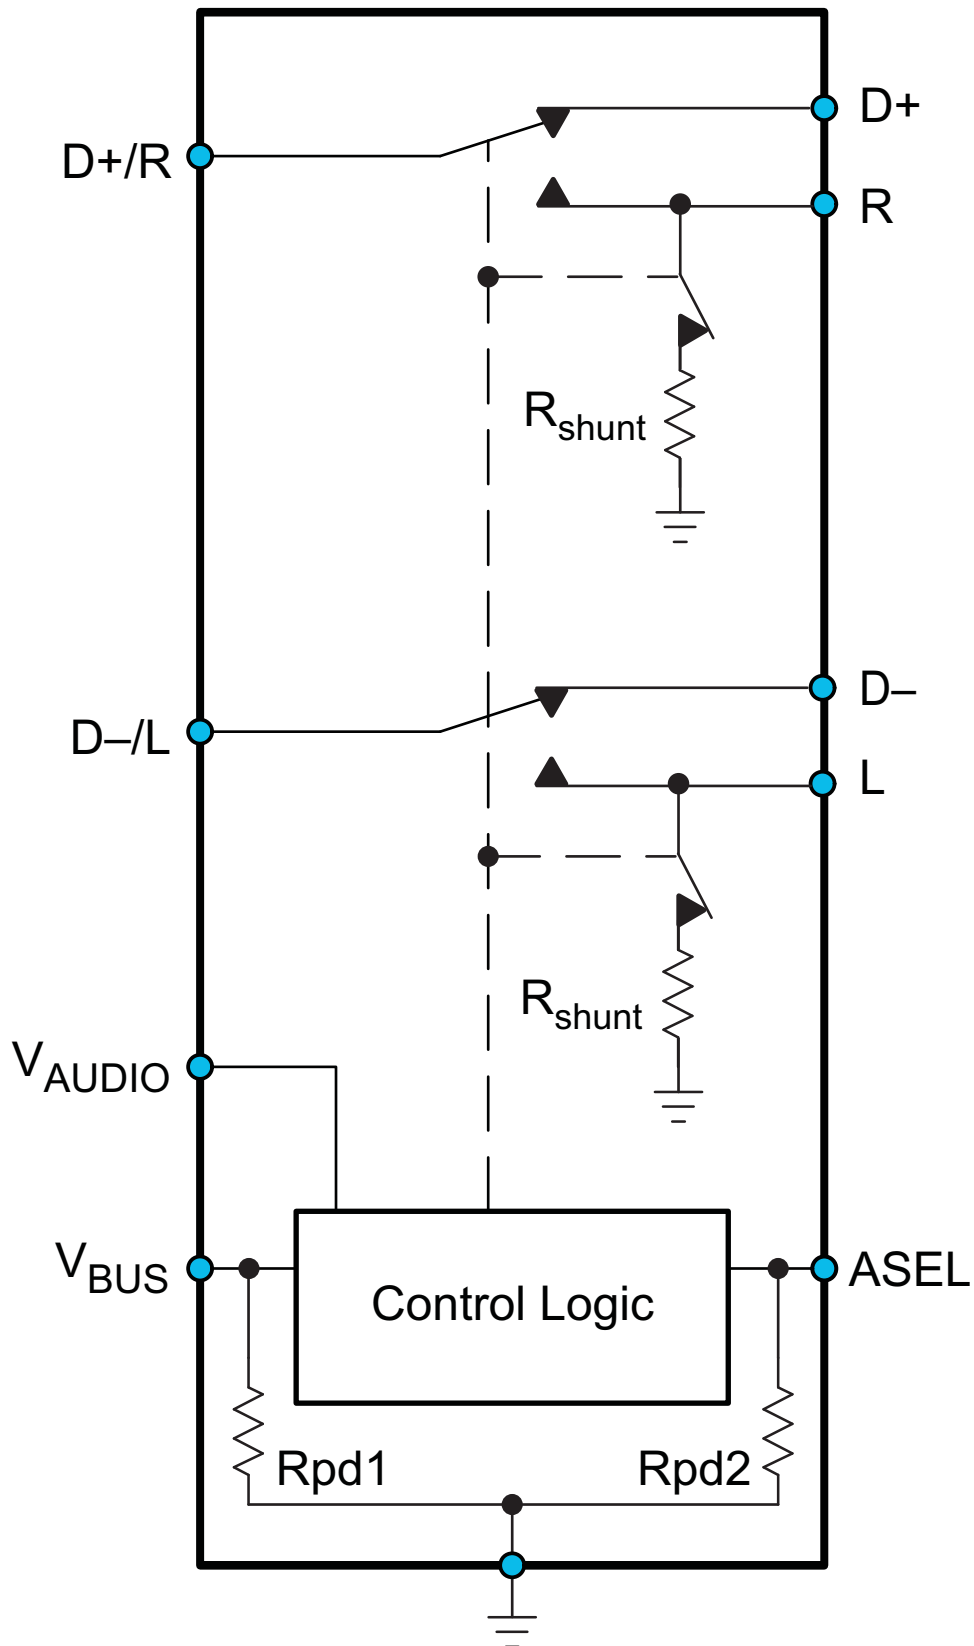 D+
D+/R
R
Rshunt
D–
D–/L
L
Rshunt
VAUDIO
VBUS
ASEL
Control Logic
Rpd1
Rpd2